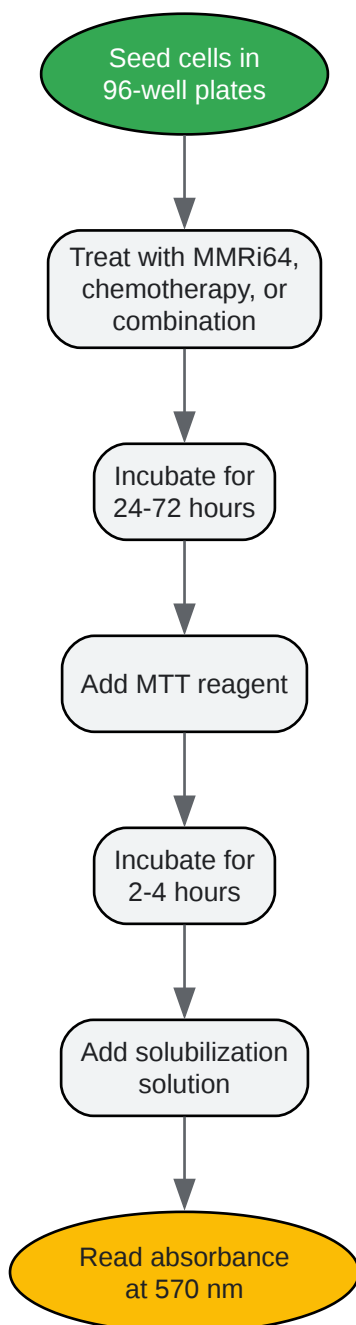 Seed cells in
96-well plates
Treat with MMRi64,
chemotherapy, or
combination
Incubate for
24-72 hours
Add MTT reagent
Incubate for
2-4 hours
Add solubilization
solution
Read absorbance
at 570 nm